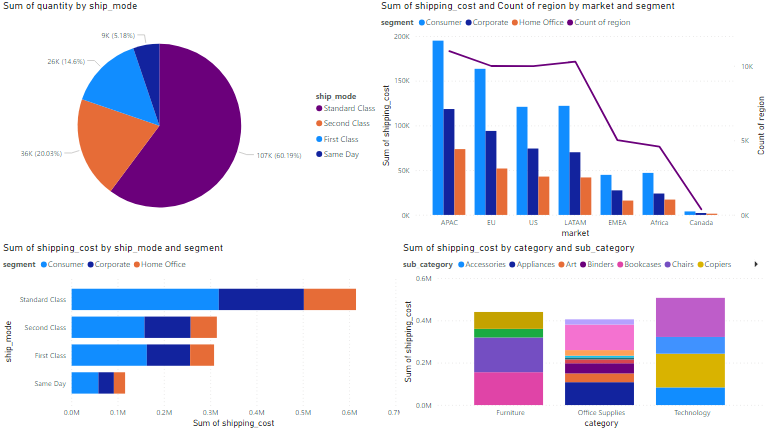 Sum of quantity by ship_mode
9K (5.18%)
26K (14.6%)
36K (20.03%)
107K (60.19%)
ship_mode
Standard Class
Second Class
First Class
Same Day
Sum of shipping_cost and Count of region by market and segment
segment Consumer Corporate Home Office Count of region
200K
150K
100K
50K
0K
10K
5K
0K
Sum of shipping_cost
Count of region
APAC EU US LATAM EMEA Africa Canada
market
Sum of shipping_cost by ship_mode and segment
segment Consumer Corporate Home Office
ship_mode
Standard Class
Second Class
First Class
Same Day
0.0M 0.1M 0.2M 0.3M 0.4M 0.5M 0.6M
Sum of shipping_cost
Sum of shipping_cost by category and sub_category
sub_category Accessories Appliances Art Binders Bookcases Chairs Copiers
0.6M
0.4M
0.2M
0.0M
Sum of shipping_cost
Furniture Office Supplies Technology
category